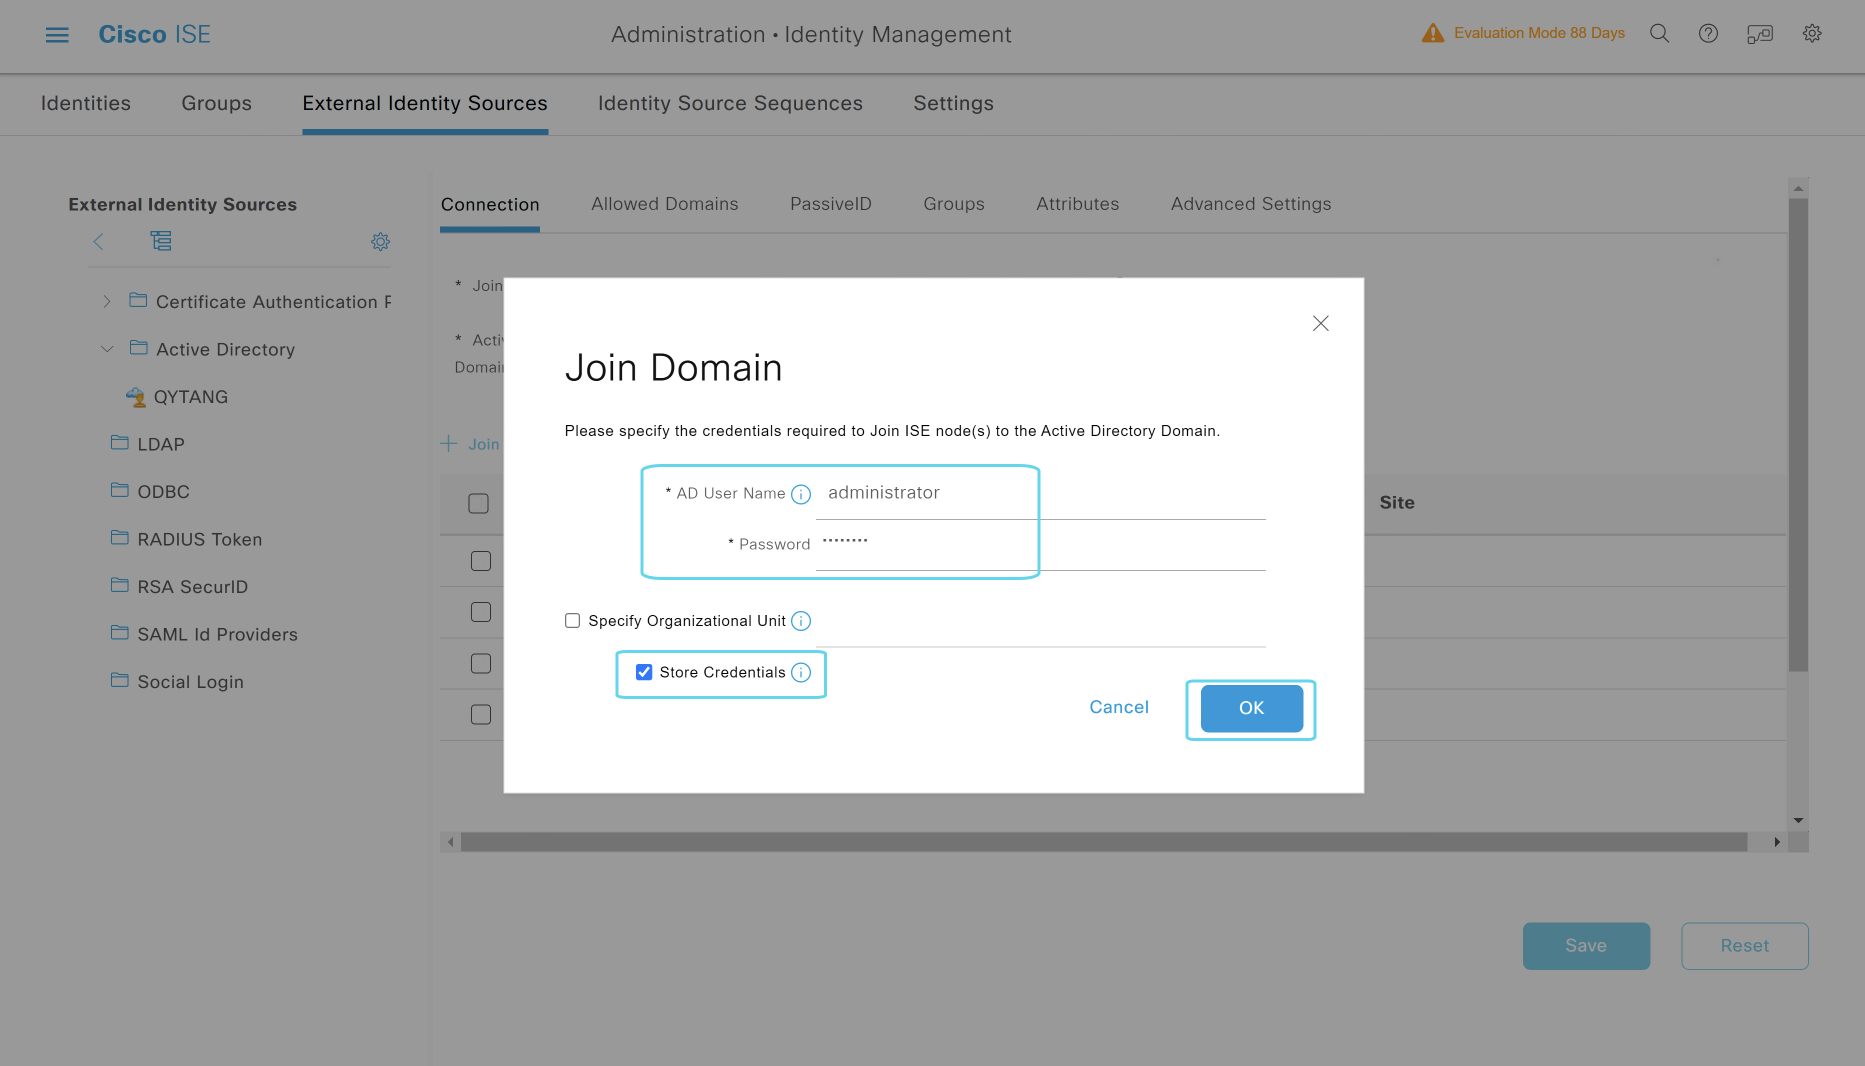 Cisco ISE
Administration • Identity Management
Evaluation Mode 88 Days
Identities
Groups
External Identity Sources
Identity Source Sequences
Settings
External Identity Sources
Certificate Authentication
Active Directory
QYTANG
LDAP
ODBC
RADIUS Token
RSA SecurID
SAML Id Providers
Social Login
Connection
Allowed Domains
PassiveID
Groups
Attributes
Advanced Settings
* Join
*
+ Join
Site
Join Domain
Please specify the credentials required to Join ISE node(s) to the Active Directory Domain.
* AD User Name administrator
* Password ••••••••
Specify Organizational Unit
Store Credentials
Cancel
OK
Save
Reset